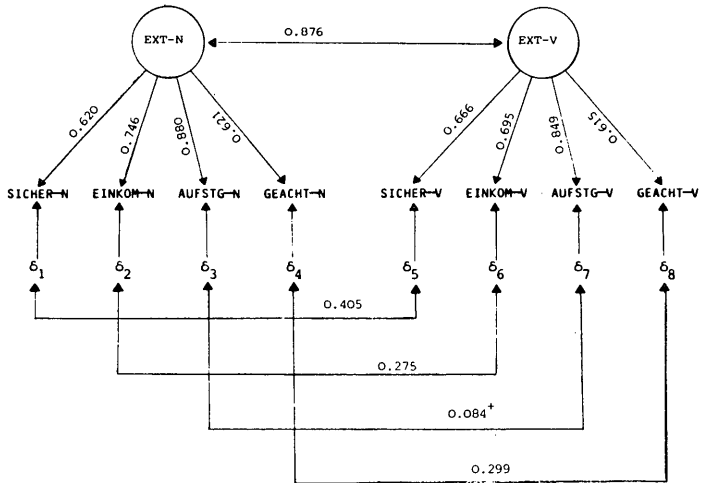 0.876
EXT-N EXT-V
0.620 0.746 0.880 0.621 0.666 0.695 0.849 0.615
SICHER-N EINKOM-N AUFSTG-N GEACHT-N SICHER-V EINKOM-V AUFSTG-V GEACHT-V
δ1 δ2 δ3 δ4 δ5 δ6 δ7 δ8
0.405
0.275
0.084+
0.299